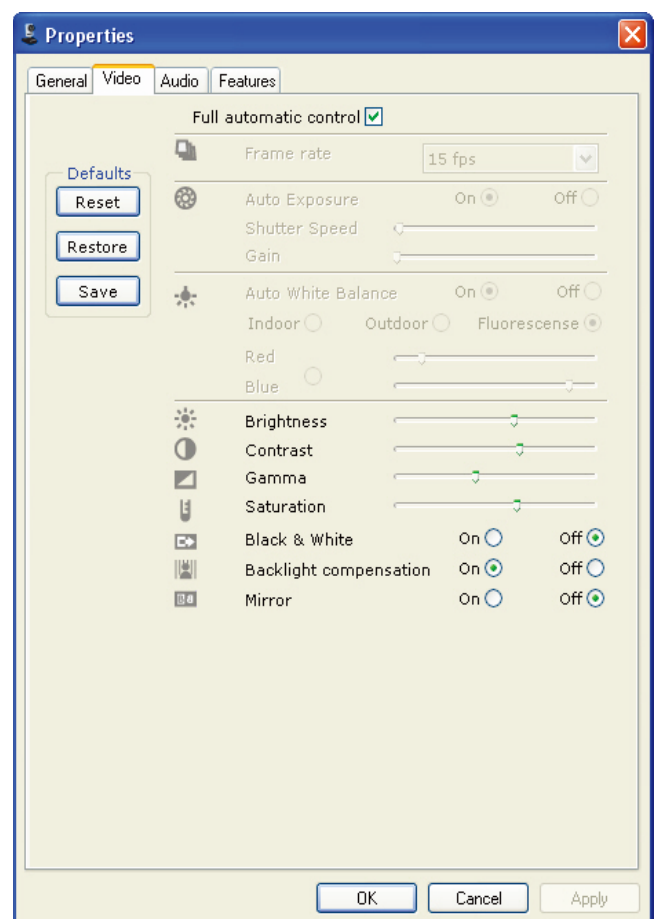 Properties
General Video Audio Features
Full automatic control
Frame rate 15 fps
Defaults
Reset
Restore
Save
Auto Exposure On Off
Shutter Speed
Gain
Auto White Balance On Off
Indoor Outdoor Fluorescense
Red
Blue
Brightness
Contrast
Gamma
Saturation
Black & White On Off
Backlight compensation On Off
Mirror On Off
OK Cancel Apply